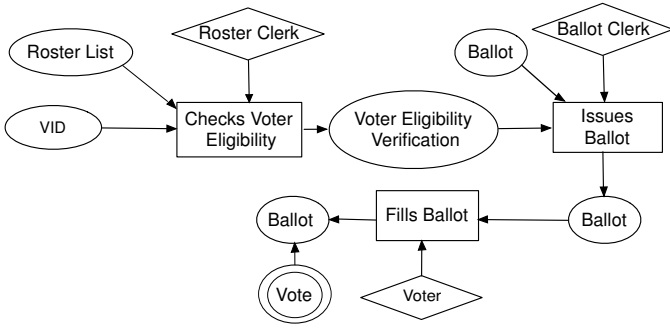 Roster List
Roster Clerk
Ballot
Ballot Clerk
VID
Checks Voter
Eligibility
Voter Eligibility
Verification
Issues
Ballot
Ballot
Fills Ballot
Ballot
Vote
Voter